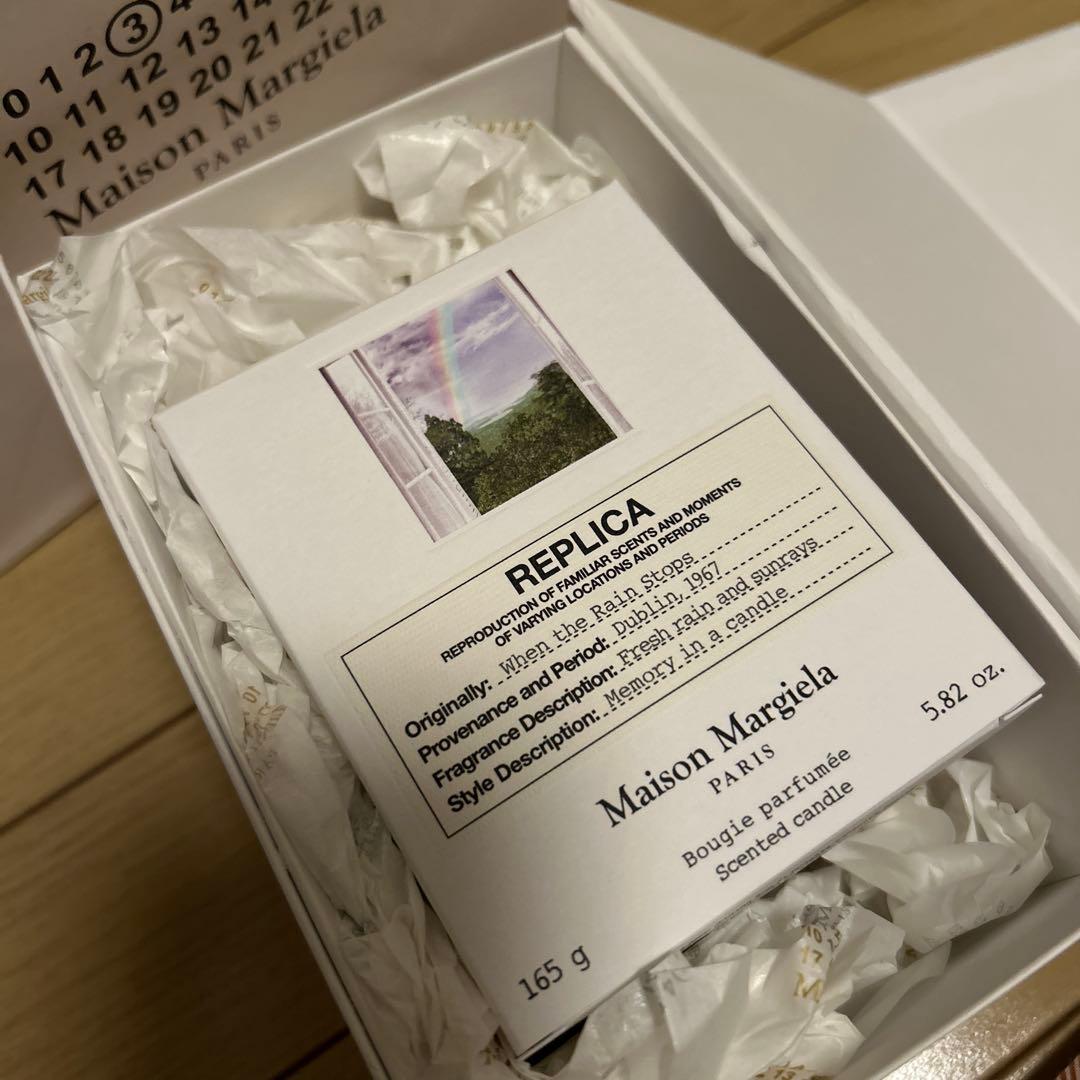 0 1 2 3 4
10 11 12 13 14
17 18 19 20 21 22
Maison Margiela
PARIS
REPLICA
REPRODUCTION OF FAMILIAR SCENTS AND MOMENTS
OF VARYING LOCATIONS AND PERIODS
Originally: When the Rain Stops
Provenance and Period: Dublin, 1967
Fragrance Description: Fresh rain and sunrays
Style Description: Memory in a candle
Maison Margiela
PARIS
Bougie parfumée
Scented candle
165 g
5.82 oz.